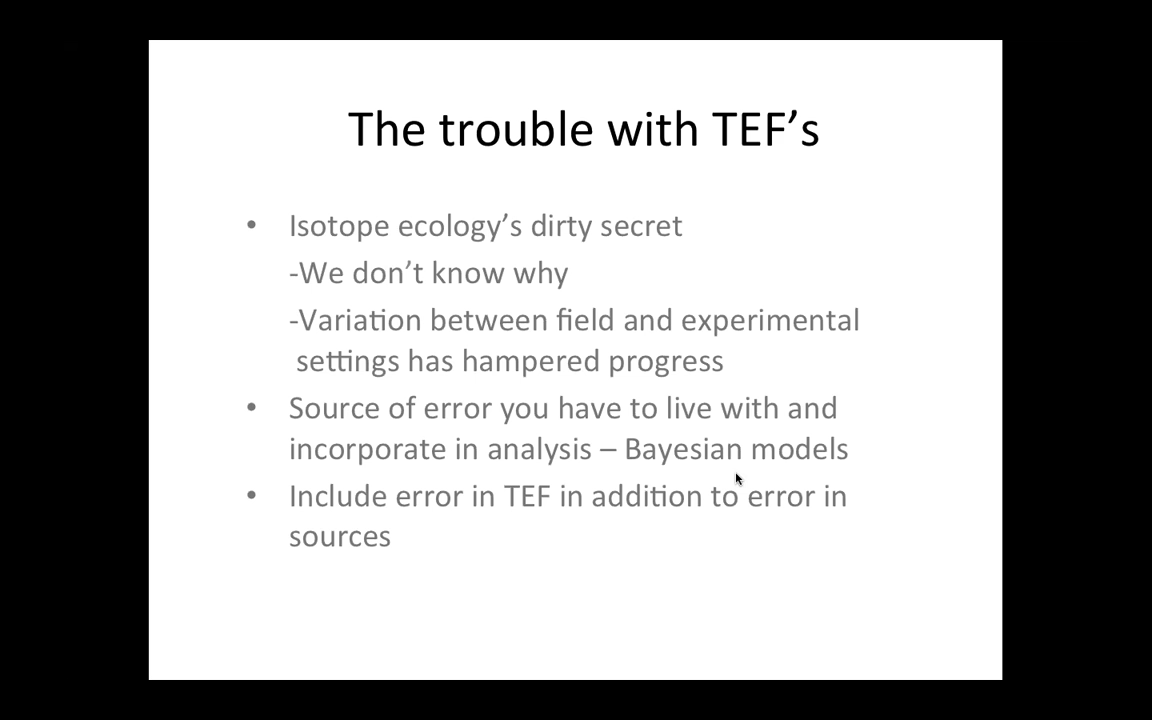 The trouble with TEF’s
• Isotope ecology’s dirty secret
-We don’t know why
-Variation between field and experimental
settings has hampered progress
• Source of error you have to live with and
incorporate in analysis – Bayesian models
• Include error in TEF in addition to error in
sources